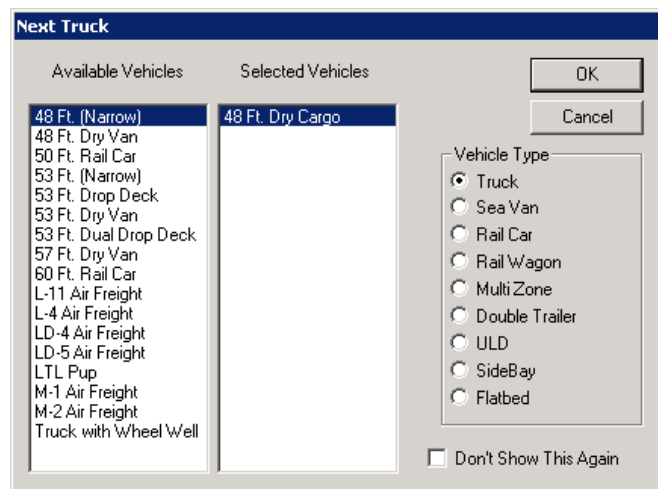 Next Truck
Available Vehicles
Selected Vehicles
48 Ft. (Narrow)
48 Ft. Dry Van
50 Ft. Rail Car
53 Ft. (Narrow)
53 Ft. Drop Deck
53 Ft. Dry Van
53 Ft. Dual Drop Deck
57 Ft. Dry Van
60 Ft. Rail Car
L-11 Air Freight
L-4 Air Freight
LD-4 Air Freight
LD-5 Air Freight
LTL Pup
M-1 Air Freight
M-2 Air Freight
Truck with Wheel Well
48 Ft. Dry Cargo
OK
Cancel
Vehicle Type
Truck
Sea Van
Rail Car
Rail Wagon
Multi Zone
Double Trailer
ULD
SideBay
Flatbed
Don't Show This Again